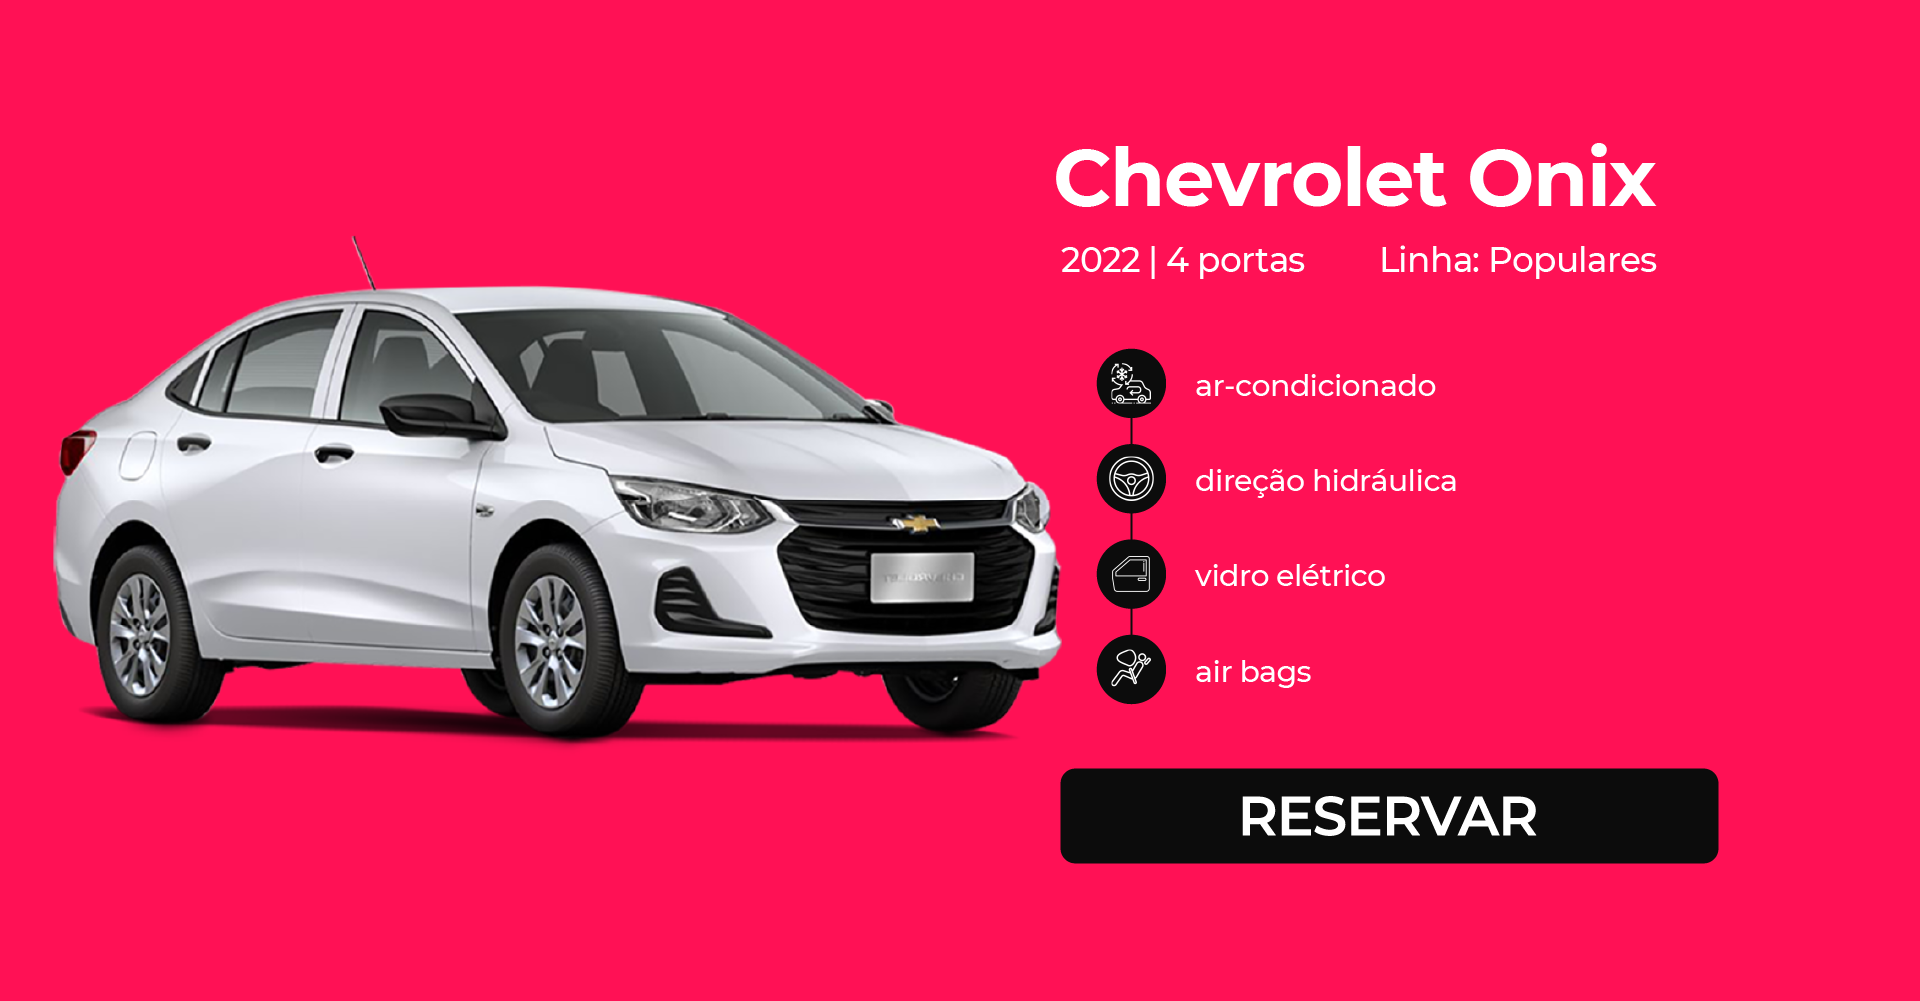 Chevrolet Onix
2022 | 4 portas Linha: Populares
ar-condicionado
direção hidráulica
vidro elétrico
air bags
RESERVAR